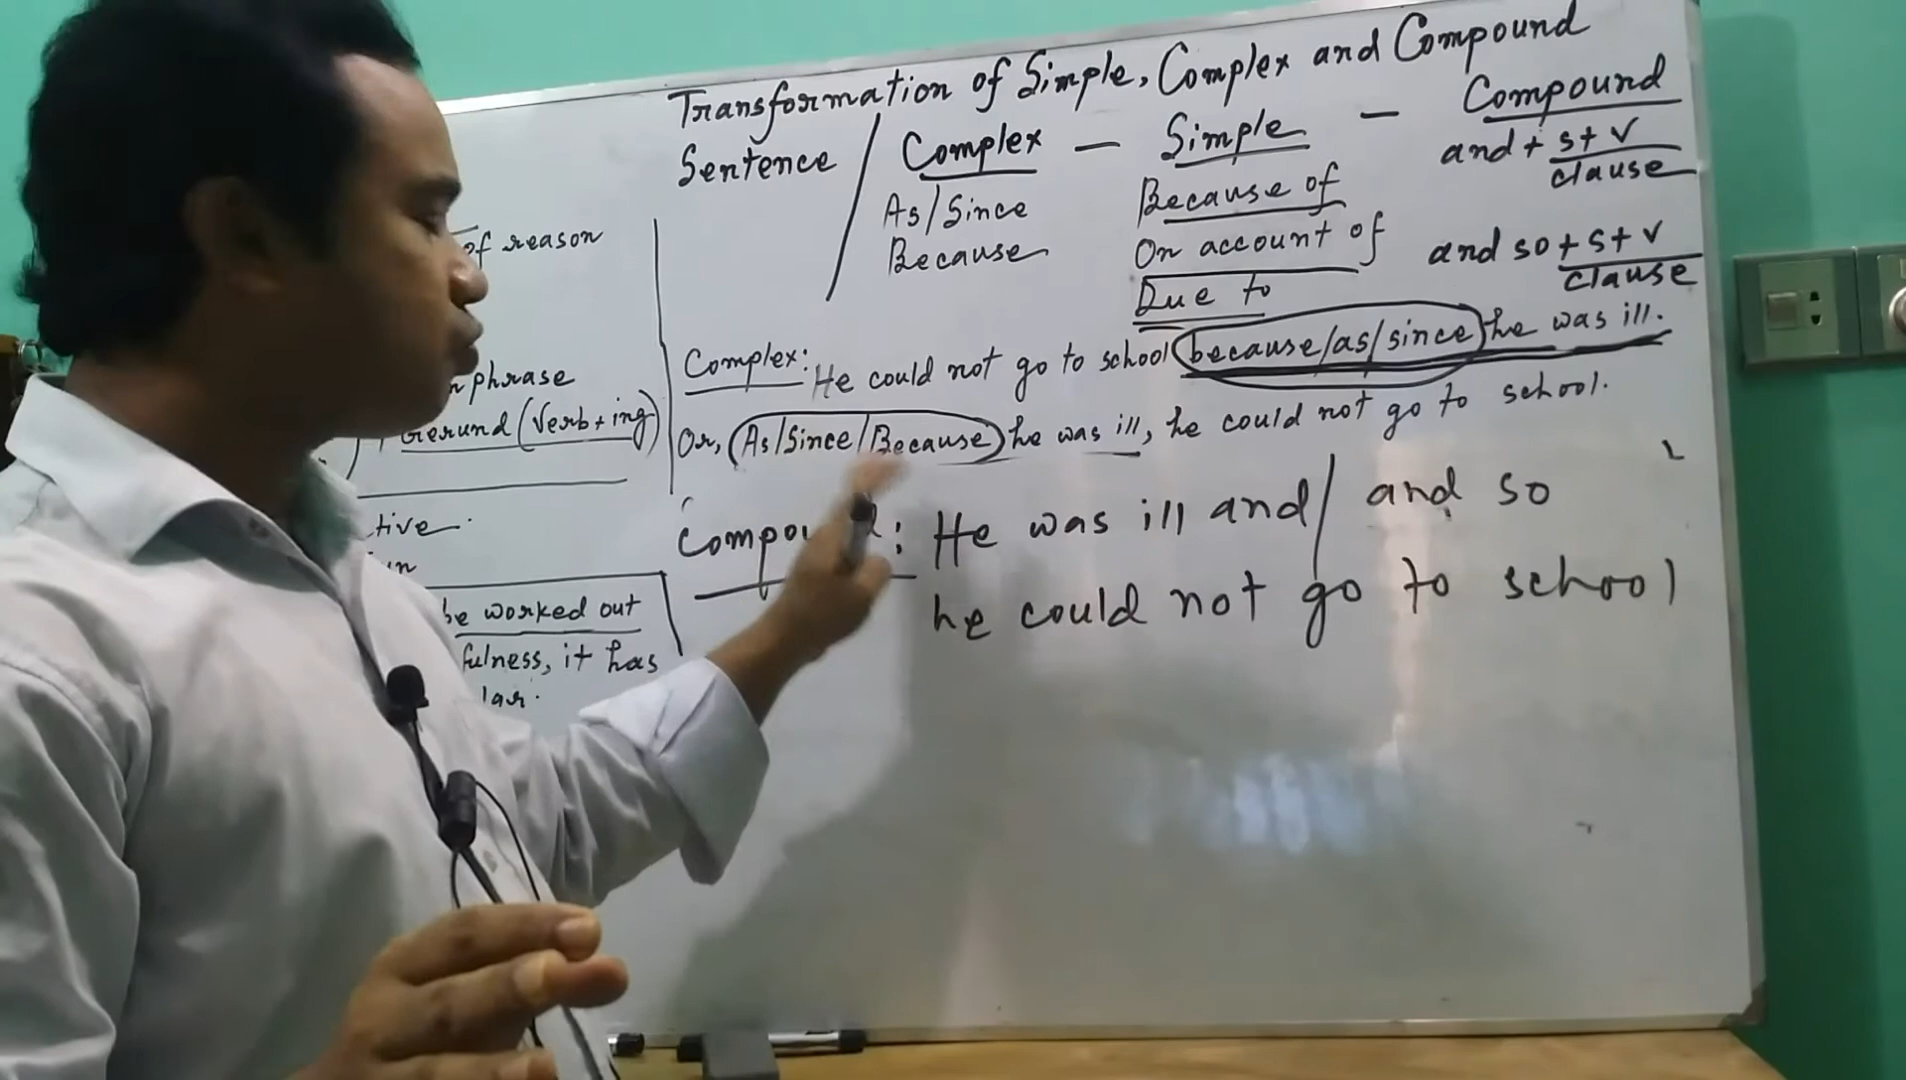 Transformation of Simple, Complex and Compound
Sentence / Complex — Simple — Compound
As/Since
Because
Because of
On account of
Due to
and + s + v
clause
and so + s + v
clause
Complex: He could not go to school because/as/since he was ill.
Or, As/Since/Because he was ill, he could not go to school.
He was ill and / and so
he could not go to school
of reason
phrase
Gerund (Verb + ing)
be worked out
it has